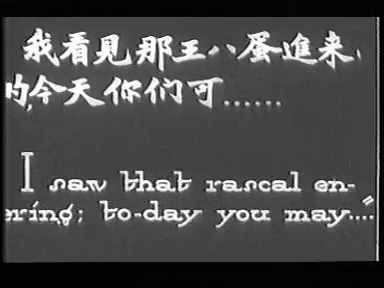 我看見那王八蛋進来
的,今天你们可......
I saw that rascal en-
ering; to-day you may...."